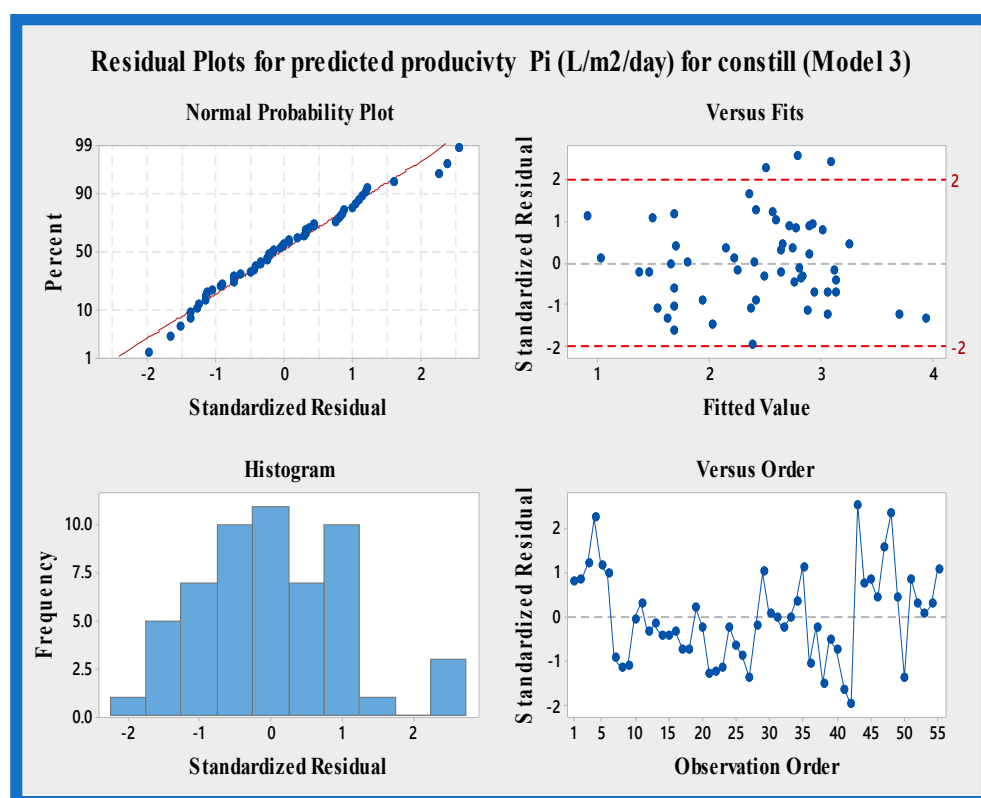 Residual Plots for predicted producivty Pi (L/m2/day) for constill (Model 3)
Normal Probability Plot
Percent
99
90
50
10
1
-2 -1 0 1 2
Standardized Residual
Versus Fits
Standardized Residual
2
1
0
-1
-2
2
-2
1 2 3 4
Fitted Value
Histogram
Frequency
10.0
7.5
5.0
2.5
0.0
-2 -1 0 1 2
Standardized Residual
Versus Order
Standardized Residual
2
1
0
-1
-2
1 5 10 15 20 25 30 35 40 45 50 55
Observation Order